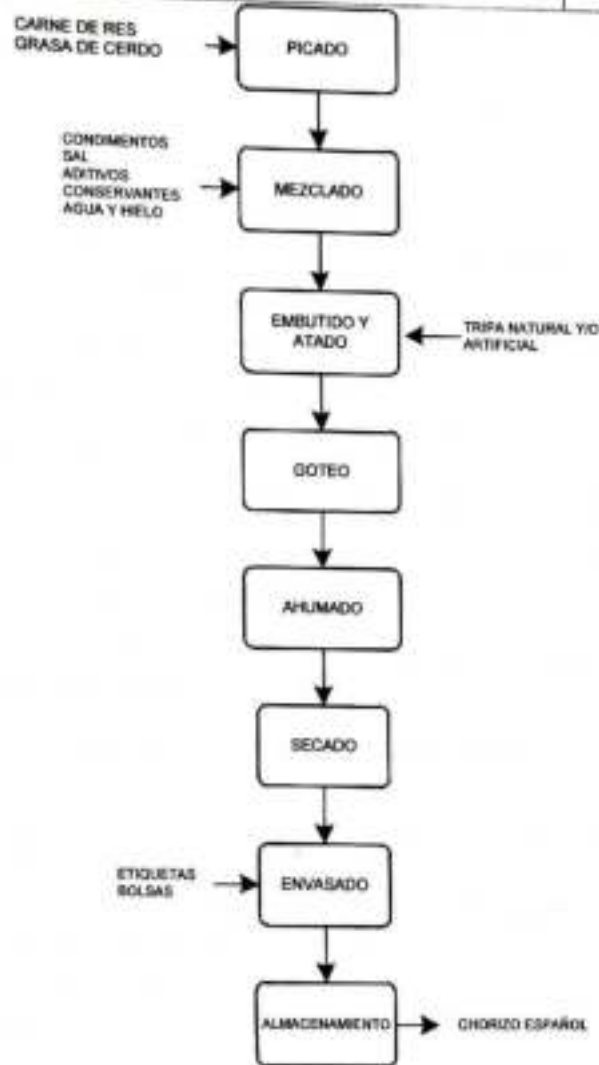 CARNE DE RES
GRASA DE CERDO
PICADO
CONDIMENTOS
SAL
ADITIVOS
CONSERVANTES
AGUA Y HIELO
MEZCLADO
EMBUTIDO Y
ATADO
TRIPA NATURAL Y/O
ARTIFICIAL
GOTEO
AHUMADO
SECADO
ETIQUETAS
BOLSAS
ENVASADO
ALMACENAMIENTO
CHORIZO ESPAÑOL